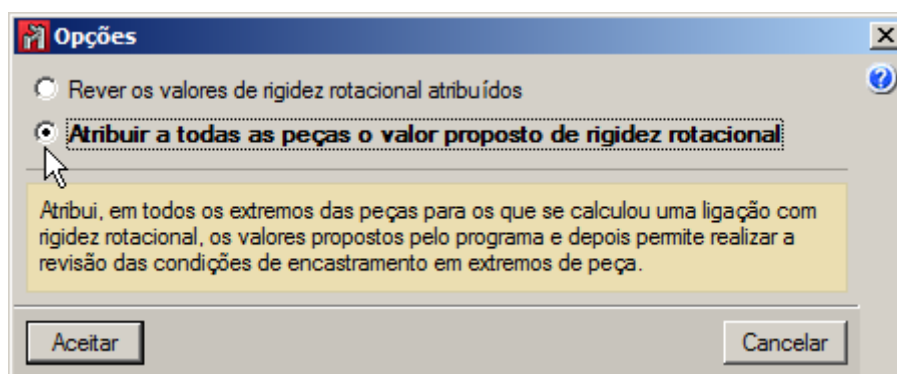 Opções
Rever os valores de rigidez rotacional atribuídos
Atribuir a todas as peças o valor proposto de rigidez rotacional
Atribui, em todos os extremos das peças para os que se calculou uma ligação com
rigidez rotacional, os valores propostos pelo programa e depois permite realizar a
revisão das condições de encastramento em extremos de peça.
Aceitar
Cancelar